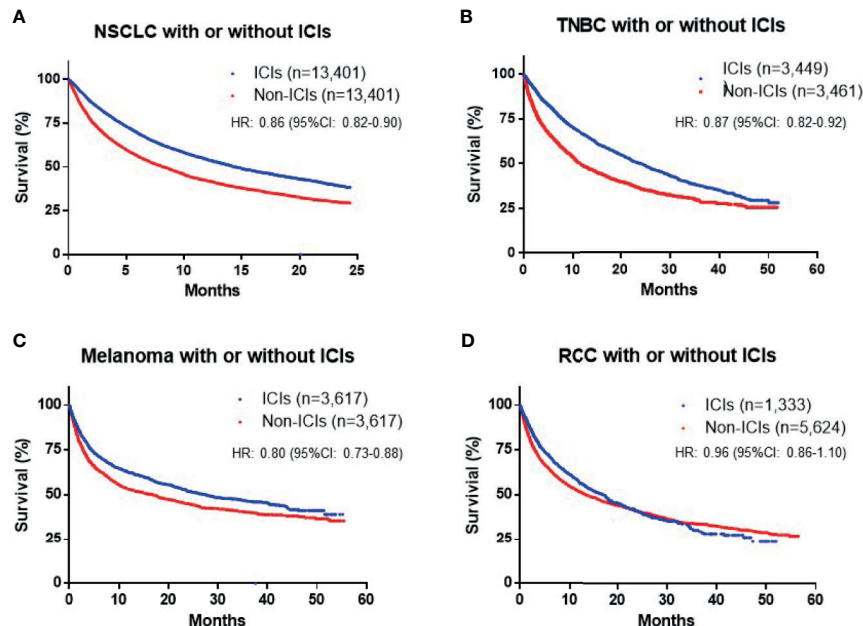 A
NSCLC with or without ICIs
ICIs (n=13,401)
Non-ICIs (n=13,401)
HR: 0.86 (95%CI: 0.82-0.90)
Survival (%)
100
75
50
25
0
0 5 10 15 20 25
Months
B
TNBC with or without ICIs
ICIs (n=3,449)
Non-ICIs (n=3,461)
HR: 0.87 (95%CI: 0.82-0.92)
Survival (%)
100
75
50
25
0
0 10 20 30 40 50 60
Months
C
Melanoma with or without ICIs
ICIs (n=3,617)
Non-ICIs (n=3,617)
HR: 0.80 (95%CI: 0.73-0.88)
Survival (%)
100
75
50
25
0
0 10 20 30 40 50 60
Months
D
RCC with or without ICIs
ICIs (n=1,333)
Non-ICIs (n=5,624)
HR: 0.96 (95%CI: 0.86-1.10)
Survivial (%)
100
75
50
25
0
0 10 20 30 40 50 60
Months